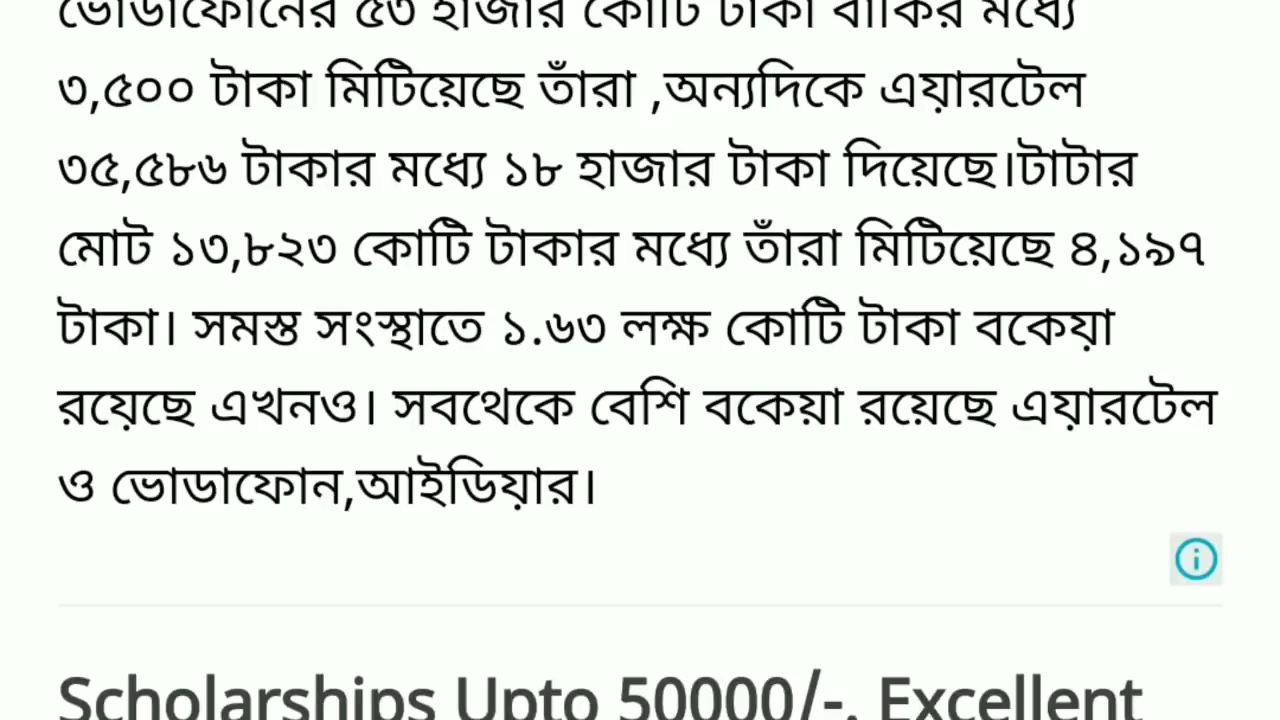 ভোডাফোনের ৫৩ হাজার কোটি টাকা বাকির মধ্যে
৩,৫০০ টাকা মিটিয়েছে তাঁরা ,অন্যদিকে এয়ারটেল
৩৫,৫৮৬ টাকার মধ্যে ১৮ হাজার টাকা দিয়েছে।টাটার
মোট ১৩,৮২৩ কোটি টাকার মধ্যে তাঁরা মিটিয়েছে ৪,১৯৭
টাকা। সমস্ত সংস্থাতে ১.৬৩ লক্ষ কোটি টাকা বকেয়া
রয়েছে এখনও। সবথেকে বেশি বকেয়া রয়েছে এয়ারটেল
ও ভোডাফোন,আইডিয়ার।
Scholarships Upto 50000/-. Excellent